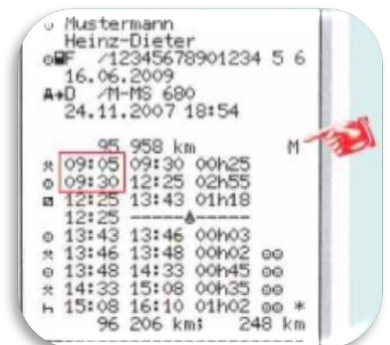 Mustermann
Heinz-Dieter
F /12345678901234 5 6
16.06.2009
A→D /M-MS 680
24.11.2007 18:54
95 958 km M
09:05 09:30 00h25
09:30 12:25 02h55
12:25 13:43 01h18
12:25 ---------
13:43 13:46 00h03
13:46 13:48 00h02
13:48 14:33 00h45
14:33 15:08 00h35
15:08 16:10 01h02 *
96 206 km; 248 km